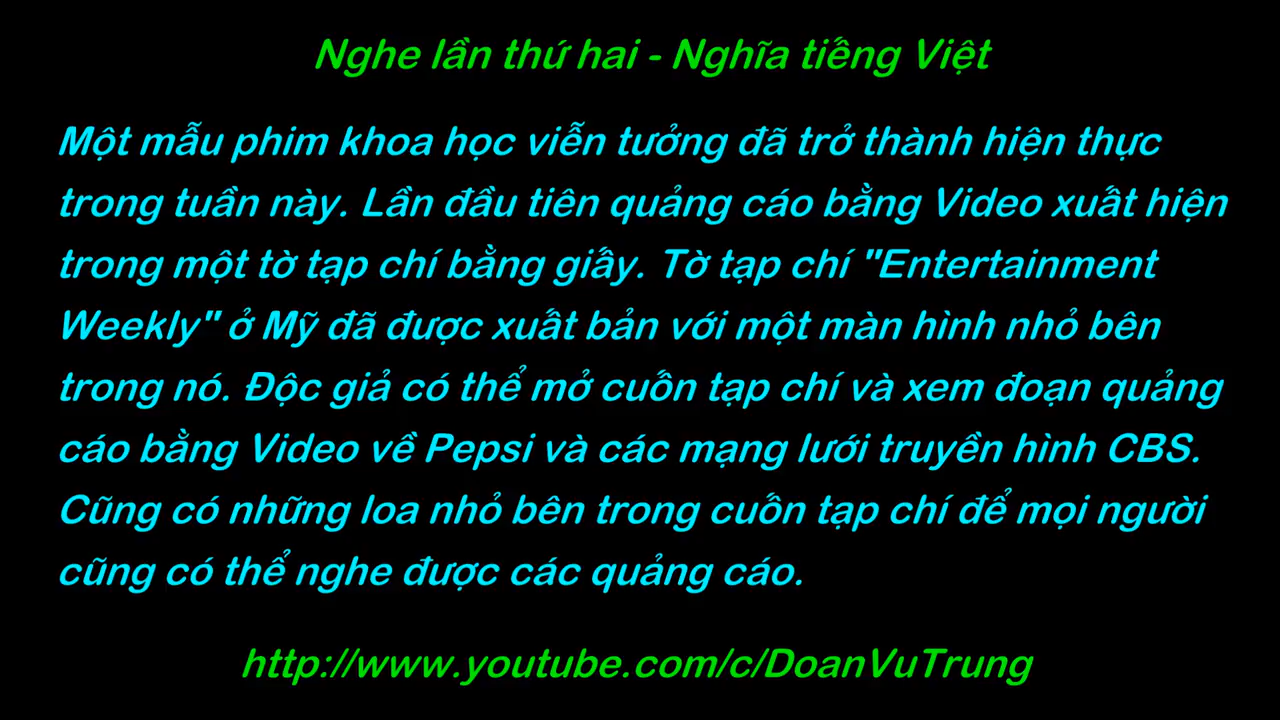 Nghe lần thứ hai - Nghĩa tiếng Việt
Một mẫu phim khoa học viễn tưởng đã trở thành hiện thực
trong tuần này. Lần đầu tiên quảng cáo bằng Video xuất hiện
trong một tờ tạp chí bằng giấy. Tờ tạp chí "Entertainment
Weekly" ở Mỹ đã được xuất bản với một màn hình nhỏ bên
trong nó. Độc giả có thể mở cuốn tạp chí và xem đoạn quảng
cáo bằng Video về Pepsi và các mạng lưới truyền hình CBS.
Cũng có những loa nhỏ bên trong cuốn tạp chí để mọi người
cũng có thể nghe được các quảng cáo.
http://www.youtube.com/c/DoanVuTrung